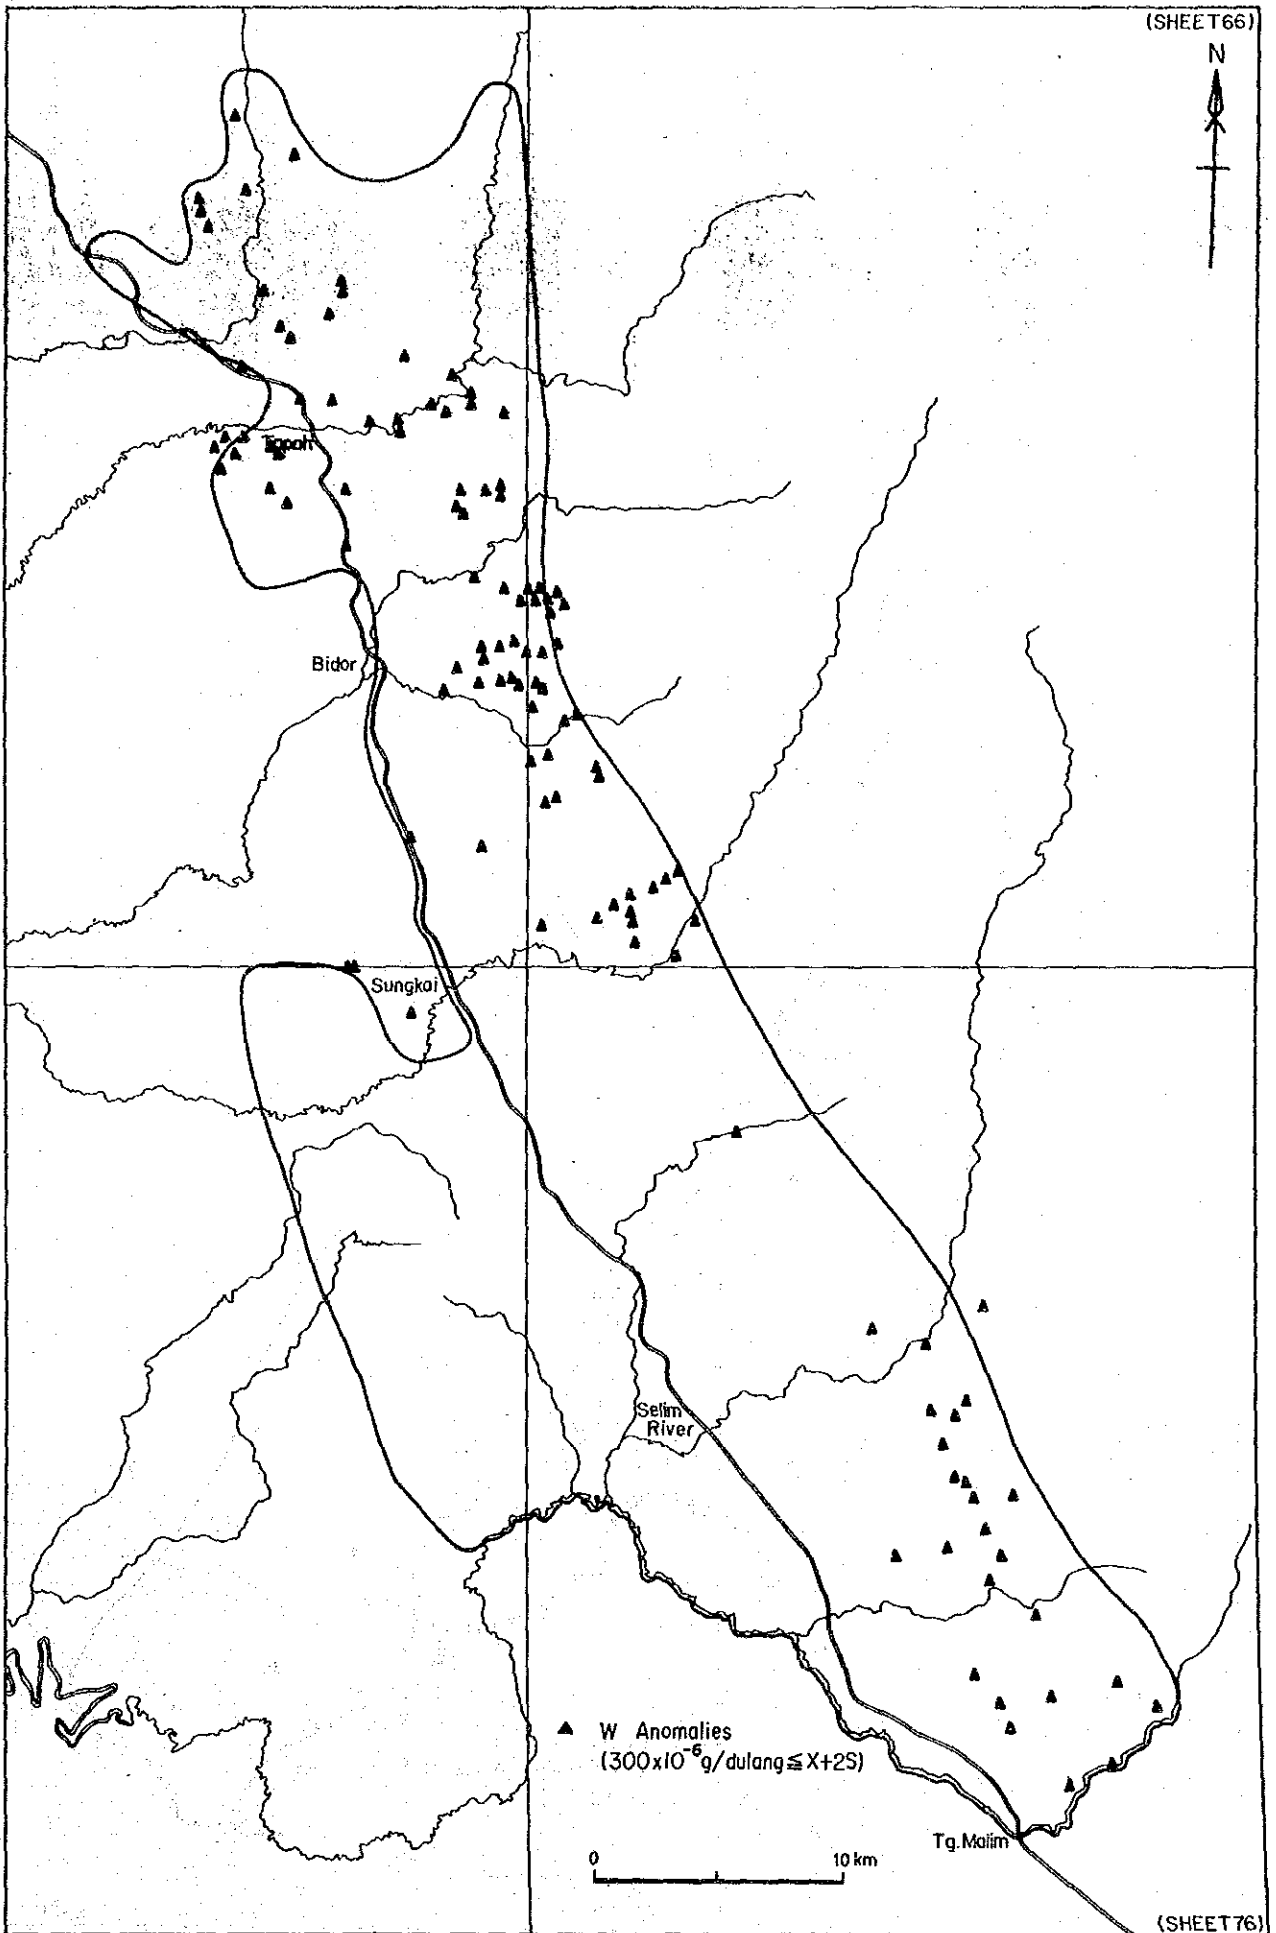 (SHEET66)
N
Tapah
Bidor
Sungkai
Selim
River
W Anomalies
(300x10⁻⁶g/dulang≦X+2S)
Tg.Malim
0 10 km
(SHEET76)